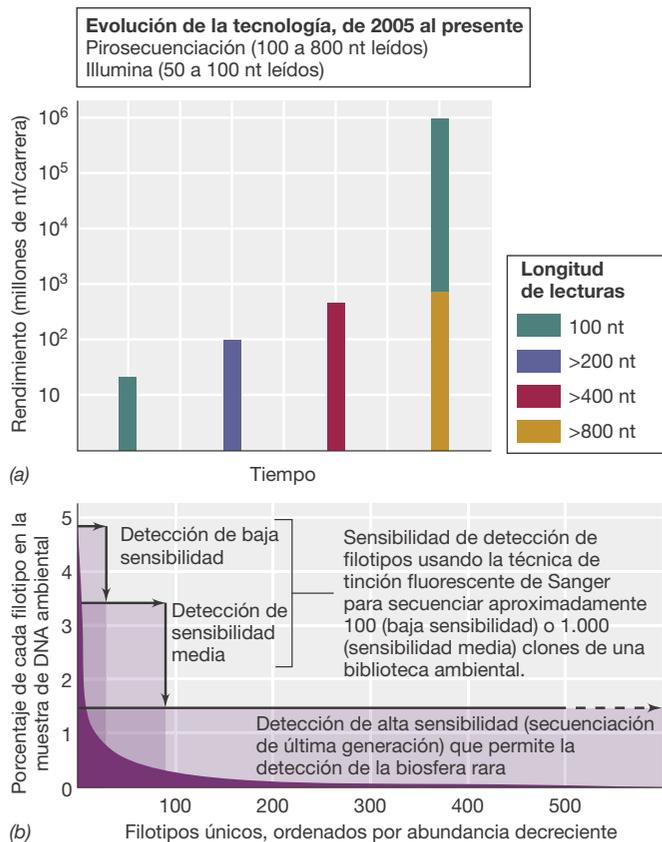 Evolución de la tecnología, de 2005 al presente
Pirosecuenciación (100 a 800 nt leídos)
Illumina (50 a 100 nt leídos)
Rendimiento (millones de nt/carrera)
10⁶
10⁵
10⁴
10³
10²
10
Longitud
de lecturas
100 nt
>200 nt
>400 nt
>800 nt
(a)
Tiempo
Porcentaje de cada filotipo en la
muestra de DNA ambiental
5
4
3
2
1
0
Detección de baja
sensibilidad
Detección de
sensibilidad
media
Sensibilidad de detección de
filotipos usando la técnica de
tinción fluorescente de Sanger
para secuenciar aproximadamente
100 (baja sensibilidad) o 1.000
(sensibilidad media) clones de una
biblioteca ambiental.
Detección de alta sensibilidad (secuenciación
de última generación) que permite la
detección de la biosfera rara
100
200
300
400
500
(b)
Filotipos únicos, ordenados por abundancia decreciente